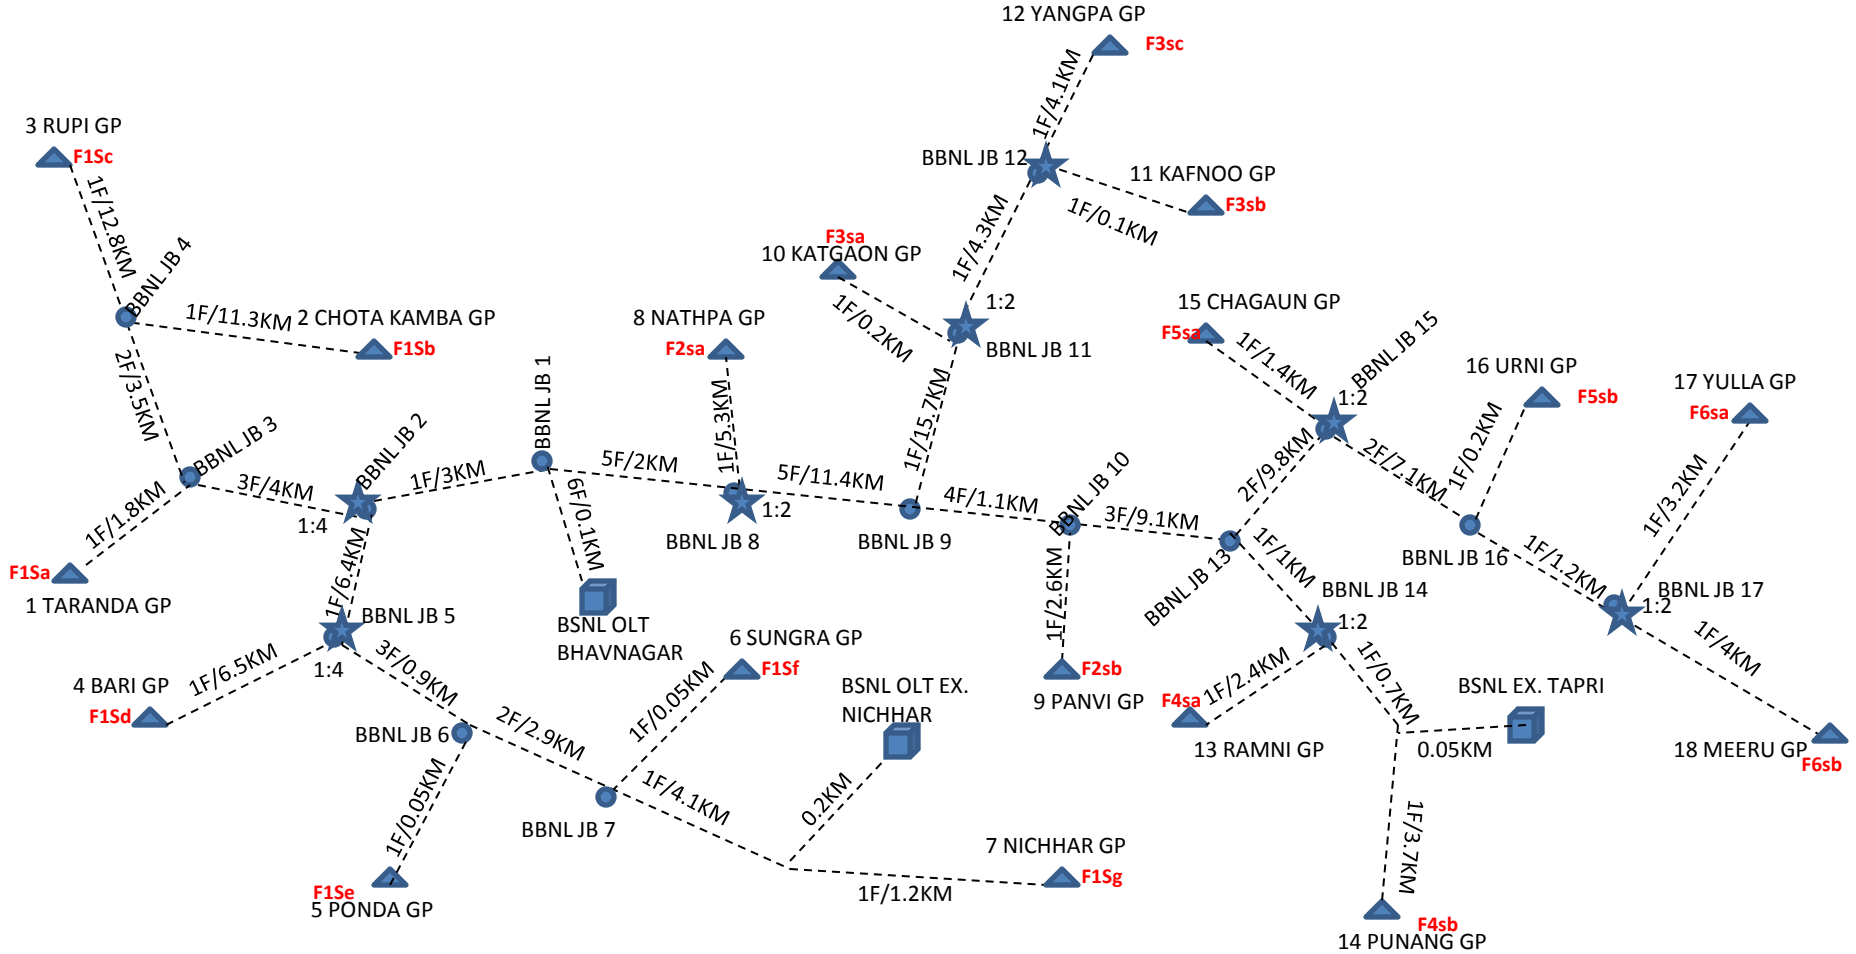 12 YANGPA GP
F3sc
1F/4.1KM
3 RUPI GP
F1Sc
1F/12.8KM
BBNL JB 4
1F/11.3KM
2 CHOTA KAMBA GP
F1Sb
2F/3.5KM
BBNL JB 3
3F/4KM
1F/1.8KM
F1Sa
1 TARANDA GP
BBNL JB 2
1:4
1F/3KM
BBNL JB 1
6F/0.1KM
BSNL OLT
BHAVNAGAR
1F/6.4KM
BBNL JB 5
1:4
1F/6.5KM
4 BARI GP
F1Sd
3F/0.9KM
BBNL JB 6
1F/0.05KM
F1Se
5 PONDA GP
2F/2.9KM
BBNL JB 7
1F/0.05KM
6 SUNGRA GP
F1Sf
1F/4.1KM
0.2KM
BSNL OLT EX.
NICHHAR
1F/1.2KM
7 NICHHAR GP
F1Sg
5F/2KM
8 NATHPA GP
F2sa
1F/5.3KM
1:2
BBNL JB 8
5F/11.4KM
BBNL JB 9
1F/15.7KM
F3sa
10 KATGAON GP
1F/0.2KM
1:2
BBNL JB 11
1F/4.3KM
BBNL JB 12
11 KAFNOO GP
F3sb
1F/0.1KM
4F/1.1KM
BBNL JB 10
1F/2.6KM
F2sb
9 PANVI GP
3F/9.1KM
BBNL JB 13
1F/1KM
BBNL JB 14
1:2
1F/2.4KM
F4sa
13 RAMNI GP
1F/0.7KM
BSNL EX. TAPRI
0.05KM
1F/3.7KM
F4sb
14 PUNANG GP
2F/9.8KM
15 CHAGAUN GP
F5sa
1F/1.4KM
1:2
BBNL JB 15
2F/7.1KM
BBNL JB 16
1F/0.2KM
16 URNI GP
F5sb
1F/1.2KM
1:2
BBNL JB 17
1F/3.2KM
17 YULLA GP
F6sa
1F/4KM
18 MEERU GP
F6sb